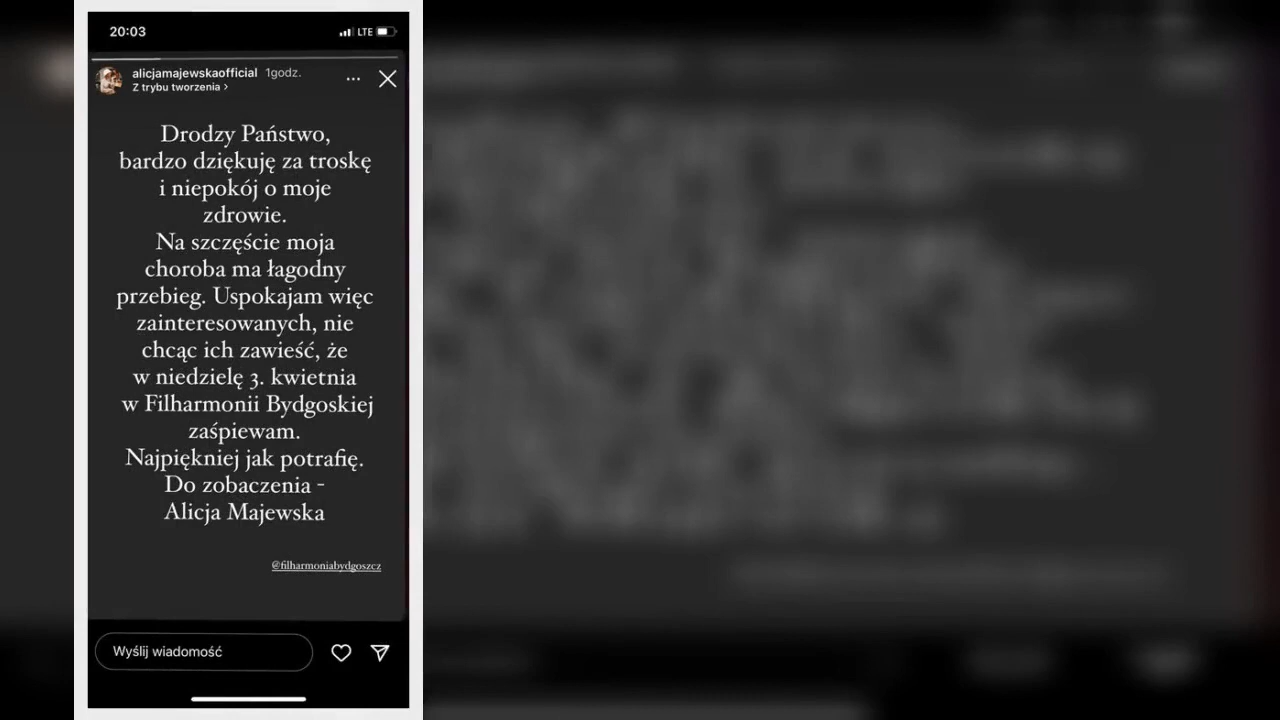 20:03
LTE
alicjamajewskaofficial 1godz.
Z trybu tworzenia >
Drodzy Państwo,
bardzo dziękuję za troskę
i niepokój o moje
zdrowie.
Na szczęście moja
choroba ma łagodny
przebieg. Uspokajam więc
zainteresowanych, nie
chcąc ich zawieść, że
w niedzielę 3. kwietnia
w Filharmonii Bydgoskiej
zaśpiewam.
Najpiękniej jak potrafię.
Do zobaczenia -
Alicja Majewska
@filharmoniabydgoszcz
Wyślij wiadomość